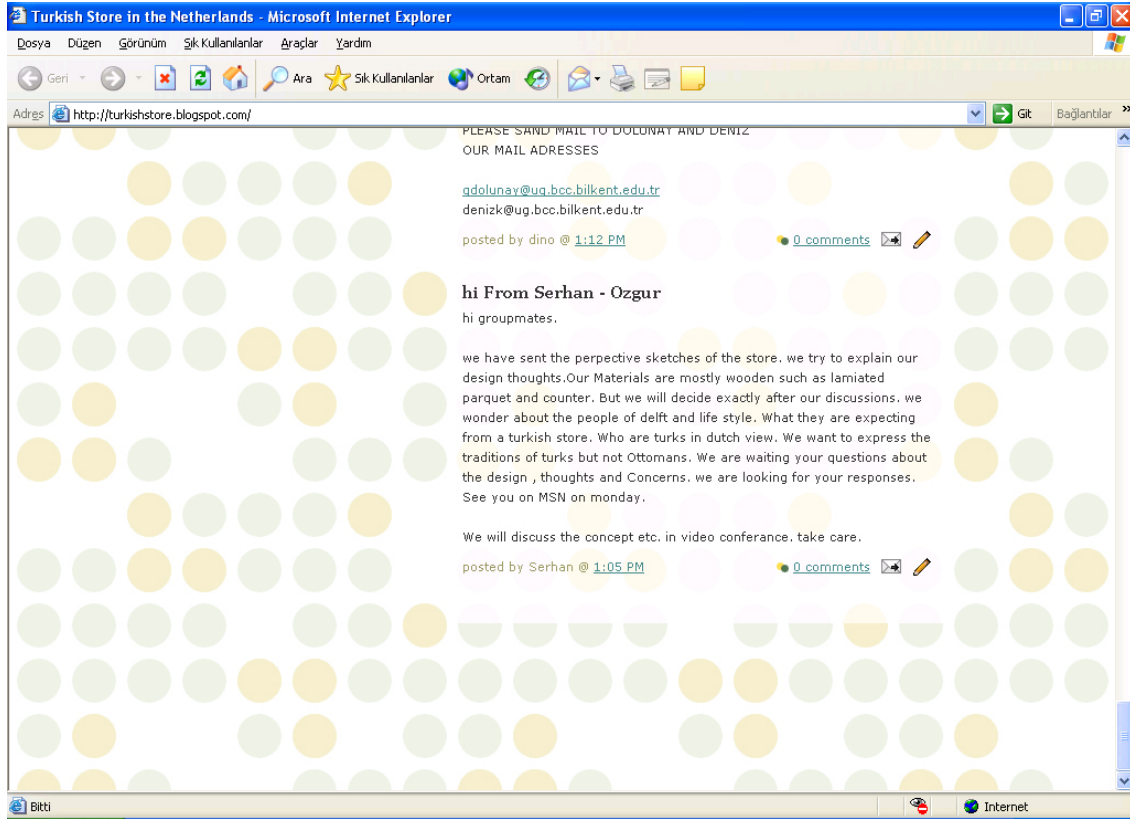 Turkish Store in the Netherlands - Microsoft Internet Explorer
Dosya Düzen Görünüm Sık Kullanılanlar Araçlar Yardım
Geri Ara Sık Kullanılanlar Ortam
Adres http://turkishstore.blogspot.com/ Git Bağlantılar »
PLEASE SAND MAIL TO DOLUNAY AND DENIZ
OUR MAIL ADRESSES
gdolunay@ug.bcc.bilkent.edu.tr
denizk@ug.bcc.bilkent.edu.tr
posted by dino @ 1:12 PM 0 comments
hi From Serhan - Ozgur
hi groupmates.
we have sent the perpective sketches of the store. we try to explain our
design thoughts.Our Materials are mostly wooden such as lamiated
parquet and counter. But we will decide exactly after our discussions. we
wonder about the people of delft and life style. What they are expecting
from a turkish store. Who are turks in dutch view. We want to express the
traditions of turks but not Ottomans. We are waiting your questions about
the design , thoughts and Concerns. we are looking for your responses.
See you on MSN on monday.
We will discuss the concept etc. in video conferance. take care.
posted by Serhan @ 1:05 PM 0 comments
Bitti Internet